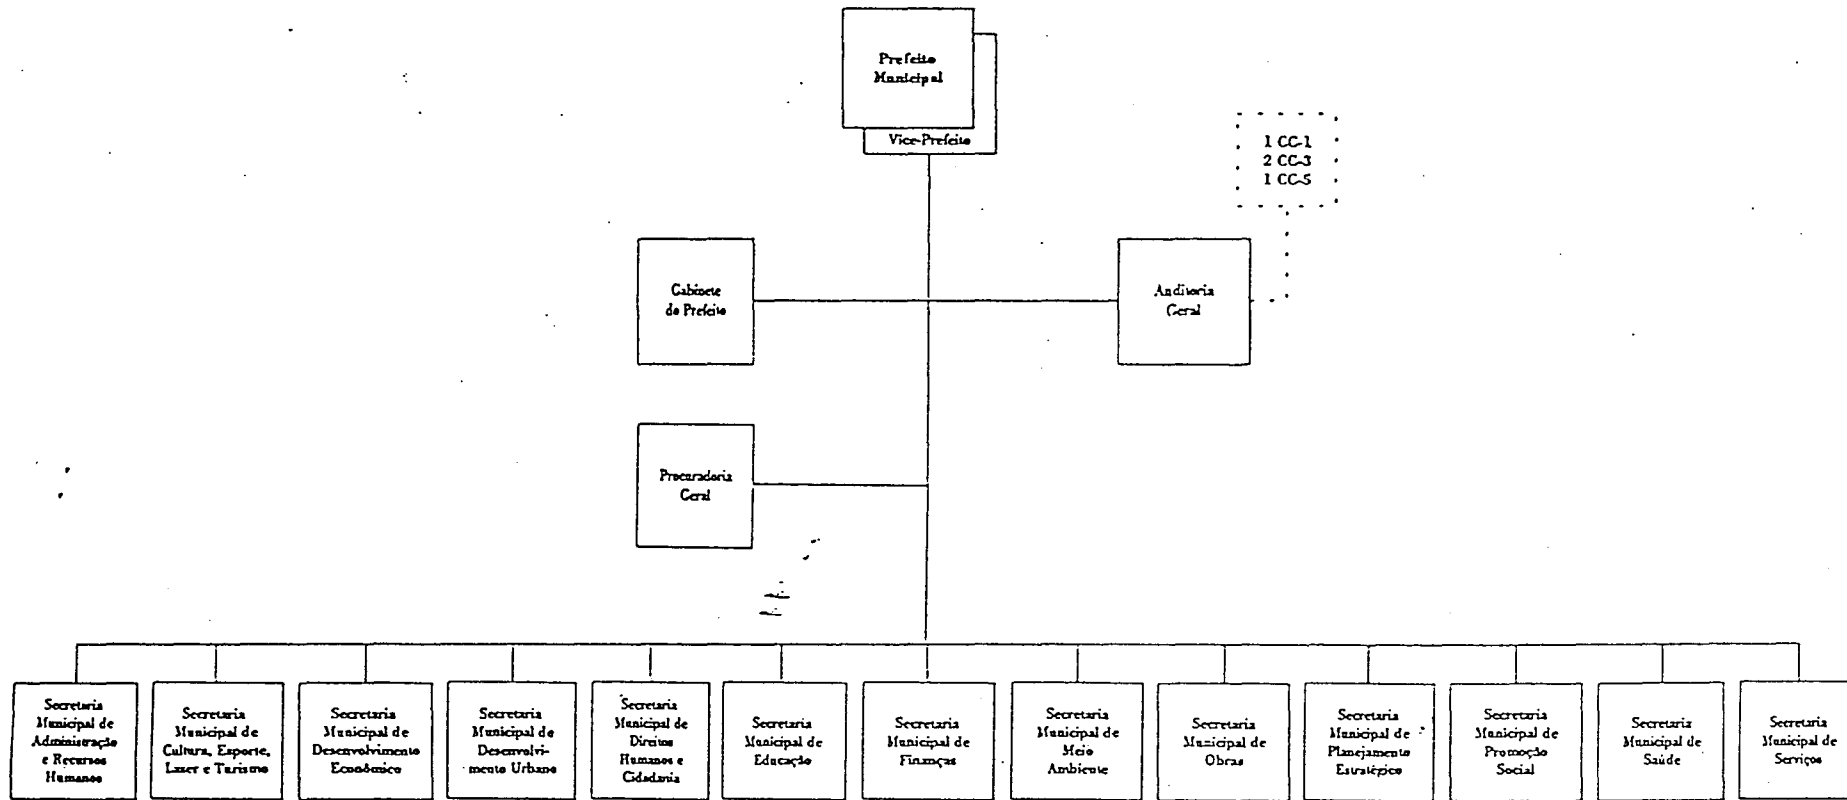 Prefeito
Municipal
Vice-Prefeito
1 CC-1
2 CC-3
1 CC-5
Gabinete
do Prefeito
Auditoria
Geral
Procuradoria
Geral
Secretaria
Municipal de
Administração
e Recursos
Humanos
Secretaria
Municipal de
Cultura, Esporte,
Lazer e Turismo
Secretaria
Municipal de
Desenvolvimento
Econômico
Secretaria
Municipal de
Desenvolvi-
mento Urbano
Secretaria
Municipal de
Direitos
Humanos e
Cidadania
Secretaria
Municipal de
Educação
Secretaria
Municipal de
Finanças
Secretaria
Municipal de
Meio
Ambiente
Secretaria
Municipal de
Obras
Secretaria
Municipal de
Planejamento
Estratégico
Secretaria
Municipal de
Promoção
Social
Secretaria
Municipal de
Saúde
Secretaria
Municipal de
Serviços